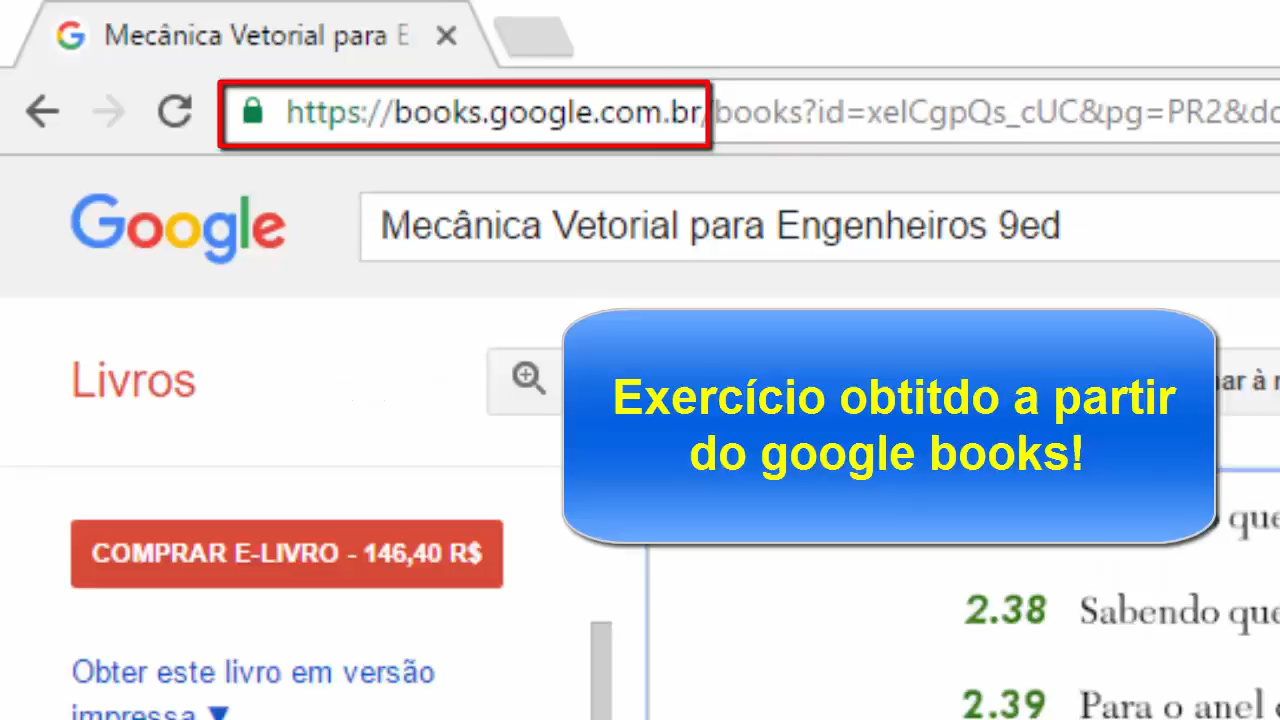 Mecânica Vetorial para E
https://books.google.com.br/books?id=xelCgpQs_cUC&pg=PR2&dq
Google
Mecânica Vetorial para Engenheiros 9ed
Livros
Exercício obtitdo a partir
do google books!
COMPRAR E-LIVRO - 146,40 R$
que
2.38 Sabendo que
Obter este livro em versão
impressa ▼
2.39 Para o anel